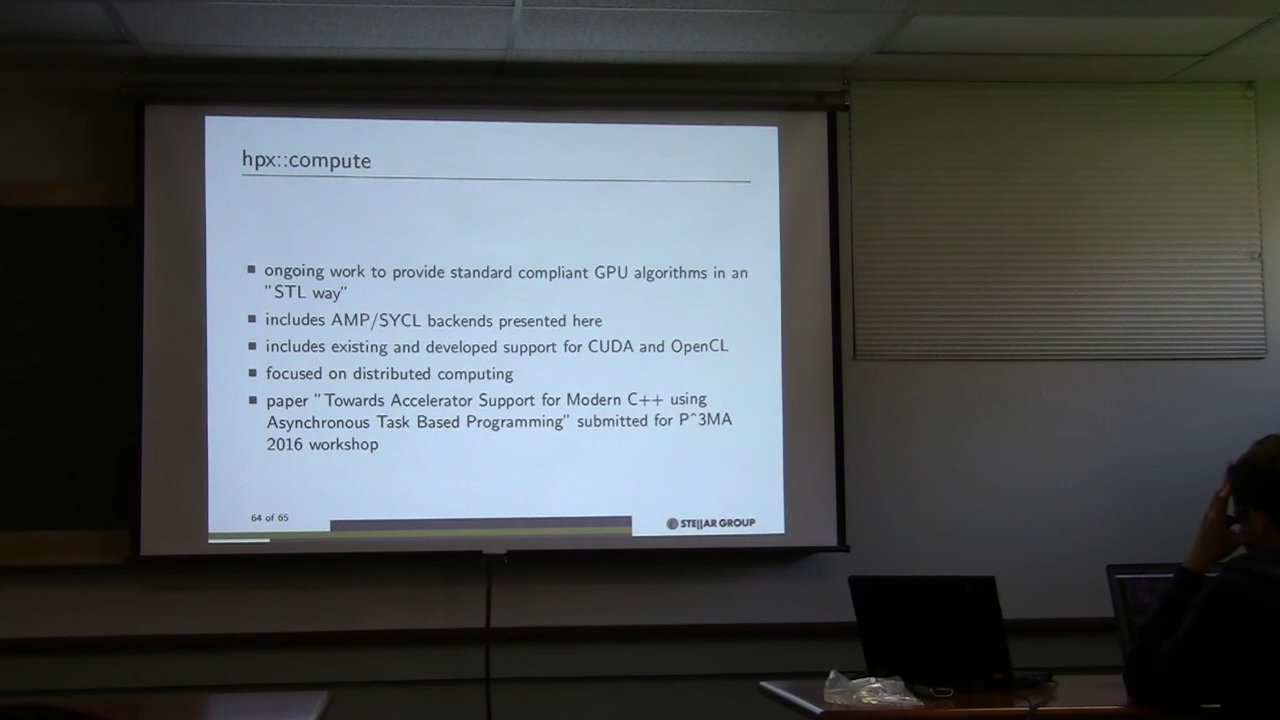 hpx::compute
ongoing work to provide standard compliant GPU algorithms in an
"STL way"
includes AMP/SYCL backends presented here
includes existing and developed support for CUDA and OpenCL
focused on distributed computing
paper "Towards Accelerator Support for Modern C++ using
Asynchronous Task Based Programming" submitted for P^3MA
2016 workshop
64 of 65
STE||AR GROUP